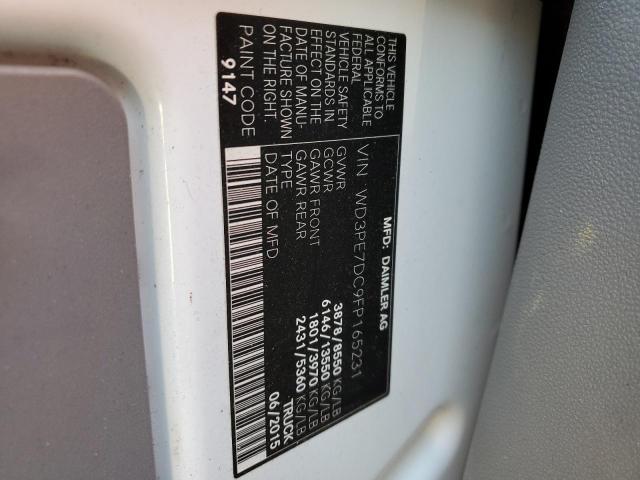 MFD: DAIMLER AG
VIN WD3PE7DC9FP165231
GVWR 3878/8550 KG/LB
GCWR 6146/13550 KG/LB
GAWR FRONT 1801/3970 KG/LB
GAWR REAR 2431/5360 KG/LB
TYPE TRUCK
DATE OF MFD 06/2015
THIS VEHICLE
CONFORMS TO
ALL APPLICABLE
FEDERAL
VEHICLE SAFETY
STANDARDS IN
EFFECT ON THE
DATE OF MANU-
FACTURE SHOWN
ON THE RIGHT.
PAINT CODE
9147